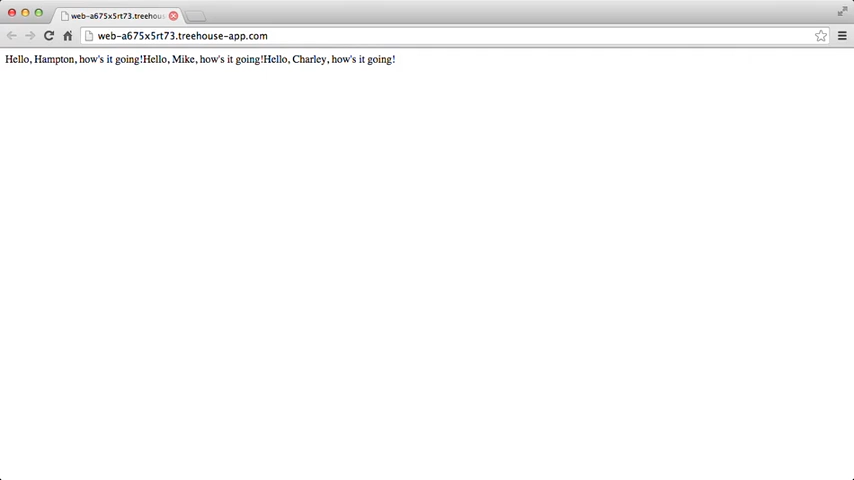 web-a675x5rt73.treehous
web-a675x5rt73.treehouse-app.com
Hello, Hampton, how's it going!Hello, Mike, how's it going!Hello, Charley, how's it going!